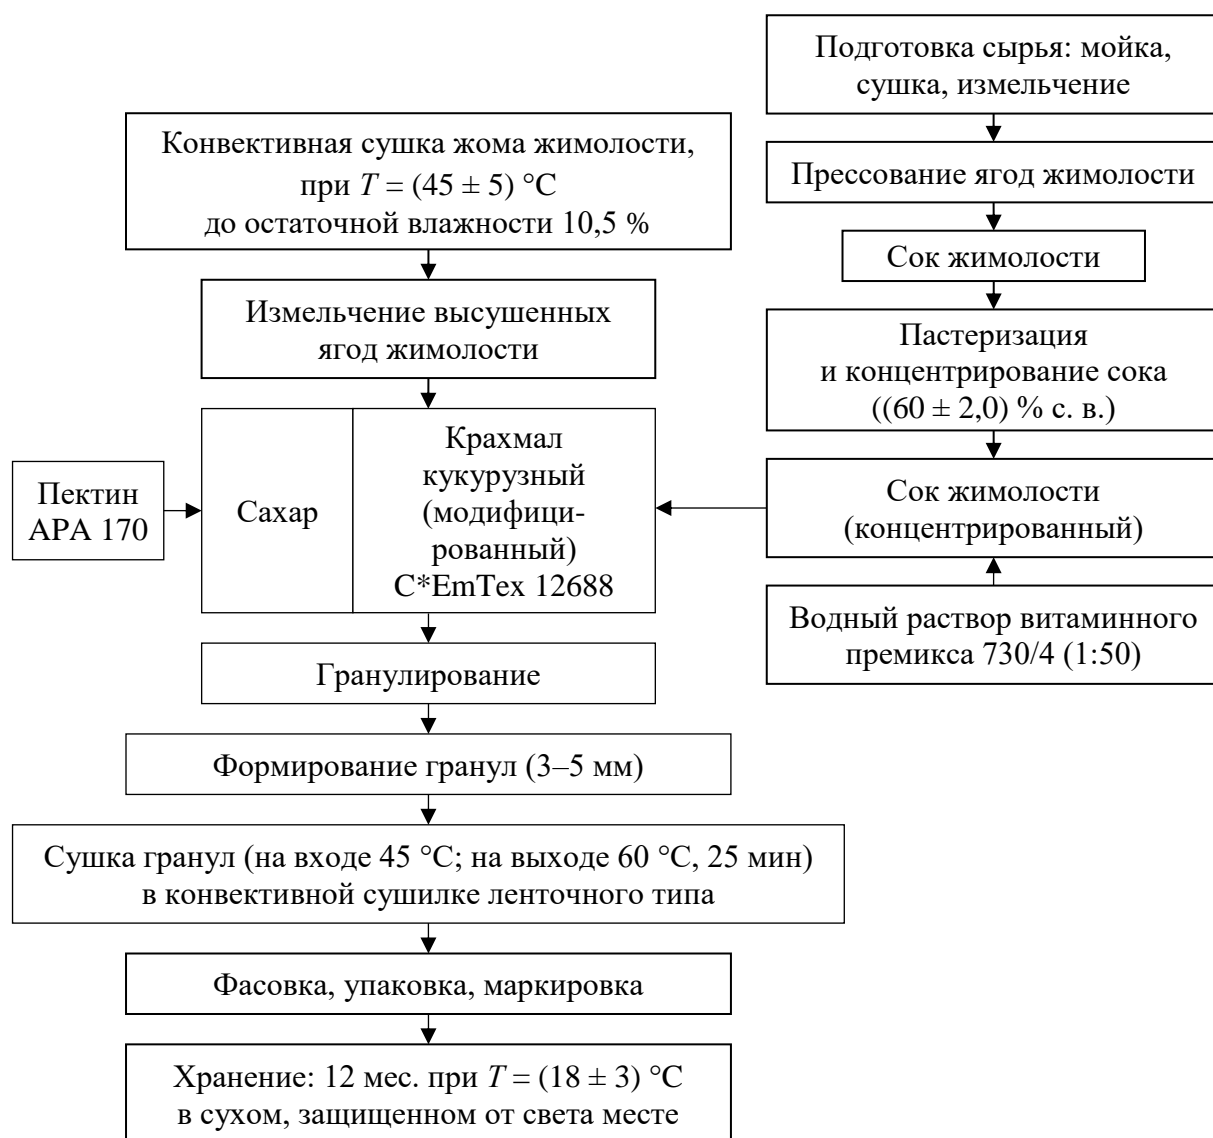 Подготовка сырья: мойка,
сушка, измельчение
Прессование ягод жимолости
Сок жимолости
Пастеризация
и концентрирование сока
((60 ± 2,0) % с. в.)
Сок жимолости
(концентрированный)
Водный раствор витаминного
премикса 730/4 (1:50)
Конвективная сушка жома жимолости,
при T = (45 ± 5) °С
до остаточной влажности 10,5 %
Измельчение высушенных
ягод жимолости
Пектин
АРА 170
Сахар
Крахмал
кукурузный
(модифици-
рованный)
C*EmTex 12688
Гранулирование
Формирование гранул (3–5 мм)
Сушка гранул (на входе 45 °С; на выходе 60 °С, 25 мин)
в конвективной сушилке ленточного типа
Фасовка, упаковка, маркировка
Хранение: 12 мес. при T = (18 ± 3) °С
в сухом, защищенном от света месте